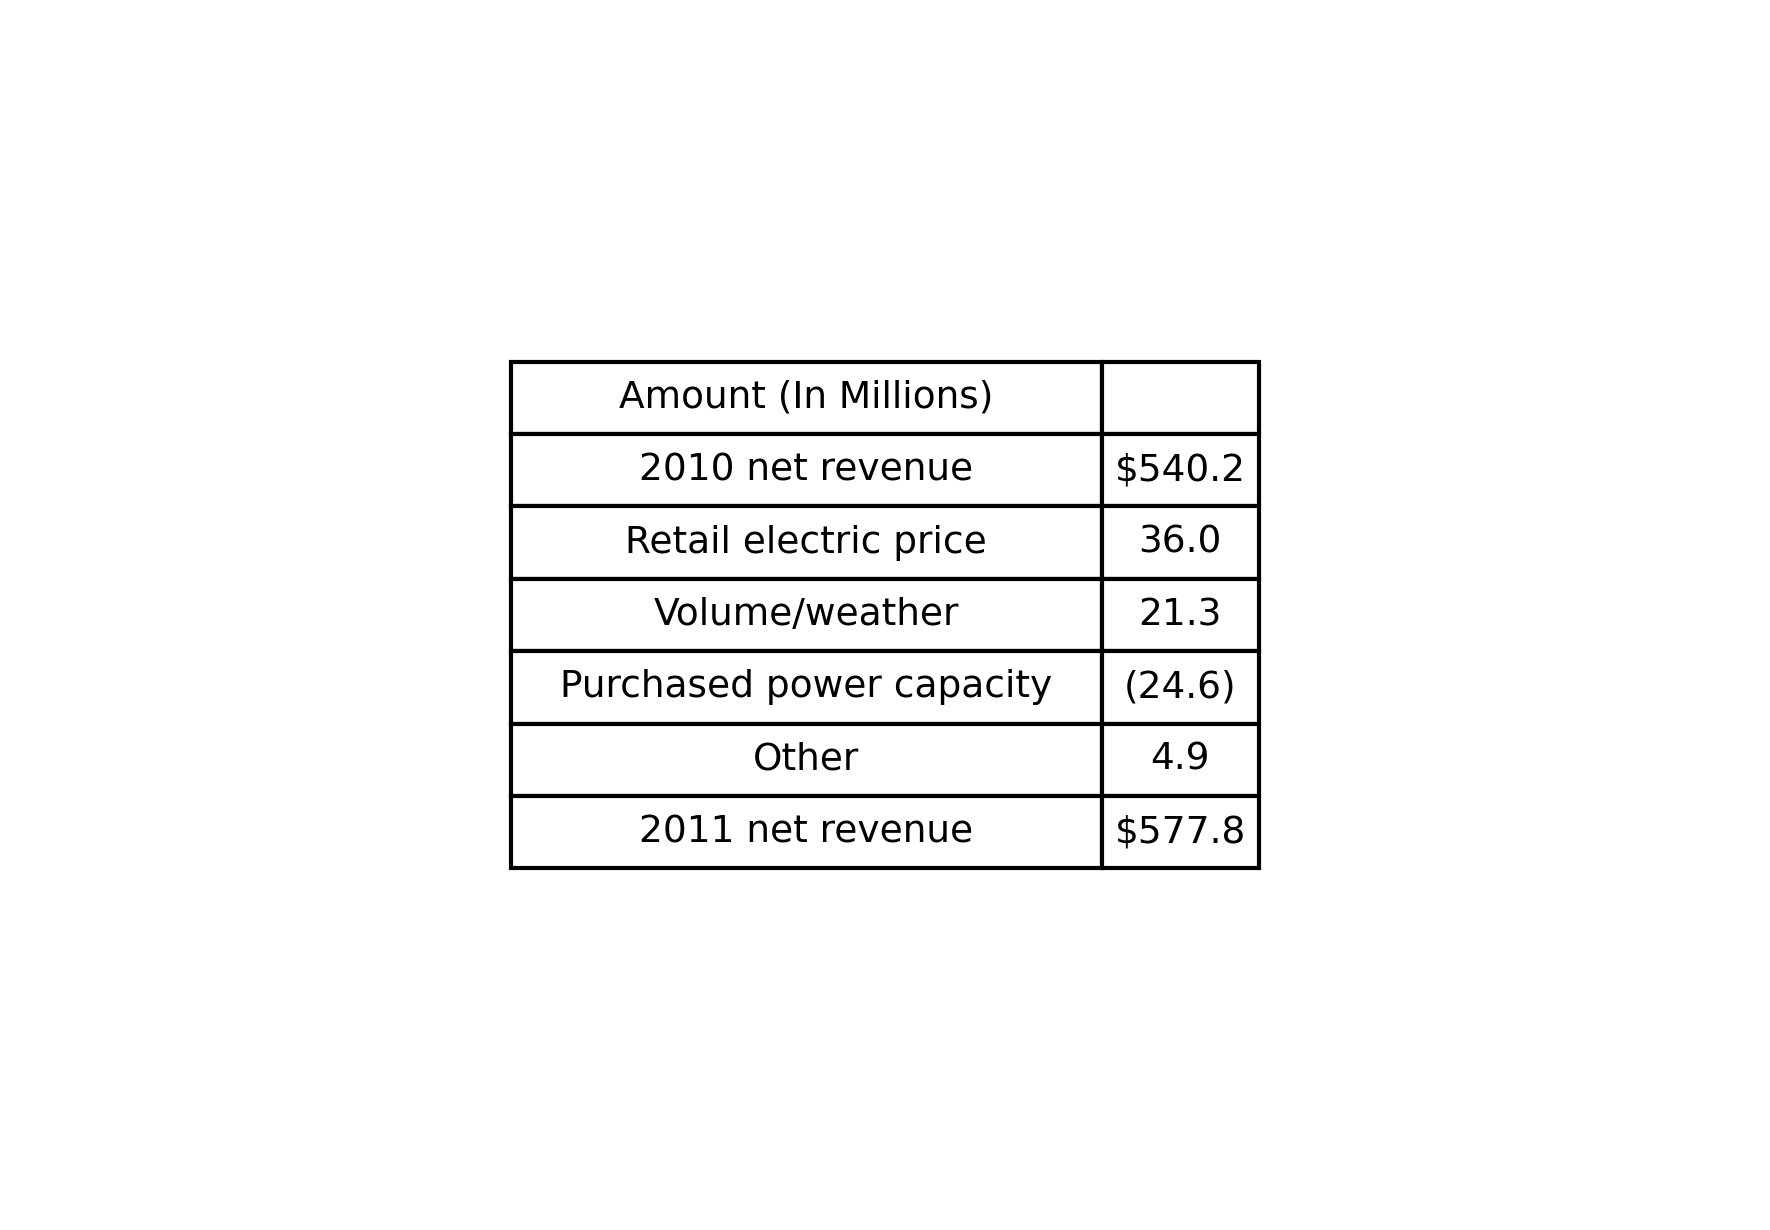 Amount (In Millions)
2010 net revenue $540.2
Retail electric price 36.0
Volume/weather 21.3
Purchased power capacity (24.6)
Other 4.9
2011 net revenue $577.8